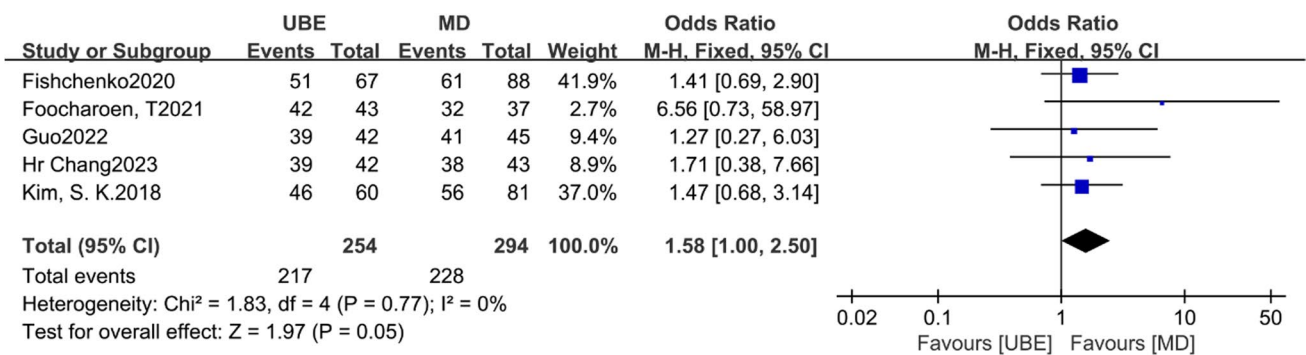 UBE MD Odds Ratio Odds Ratio
Study or Subgroup Events Total Events Total Weight M-H, Fixed, 95% CI M-H, Fixed, 95% CI
Fishchenko2020 51 67 61 88 41.9% 1.41 [0.69, 2.90]
Foocharoen, T2021 42 43 32 37 2.7% 6.56 [0.73, 58.97]
Guo2022 39 42 41 45 9.4% 1.27 [0.27, 6.03]
Hr Chang2023 39 42 38 43 8.9% 1.71 [0.38, 7.66]
Kim, S. K.2018 46 60 56 81 37.0% 1.47 [0.68, 3.14]
Total (95% CI) 254 294 100.0% 1.58 [1.00, 2.50]
Total events 217 228
Heterogeneity: Chi² = 1.83, df = 4 (P = 0.77); I² = 0%
Test for overall effect: Z = 1.97 (P = 0.05)
0.02 0.1 1 10 50
Favours [UBE] Favours [MD]